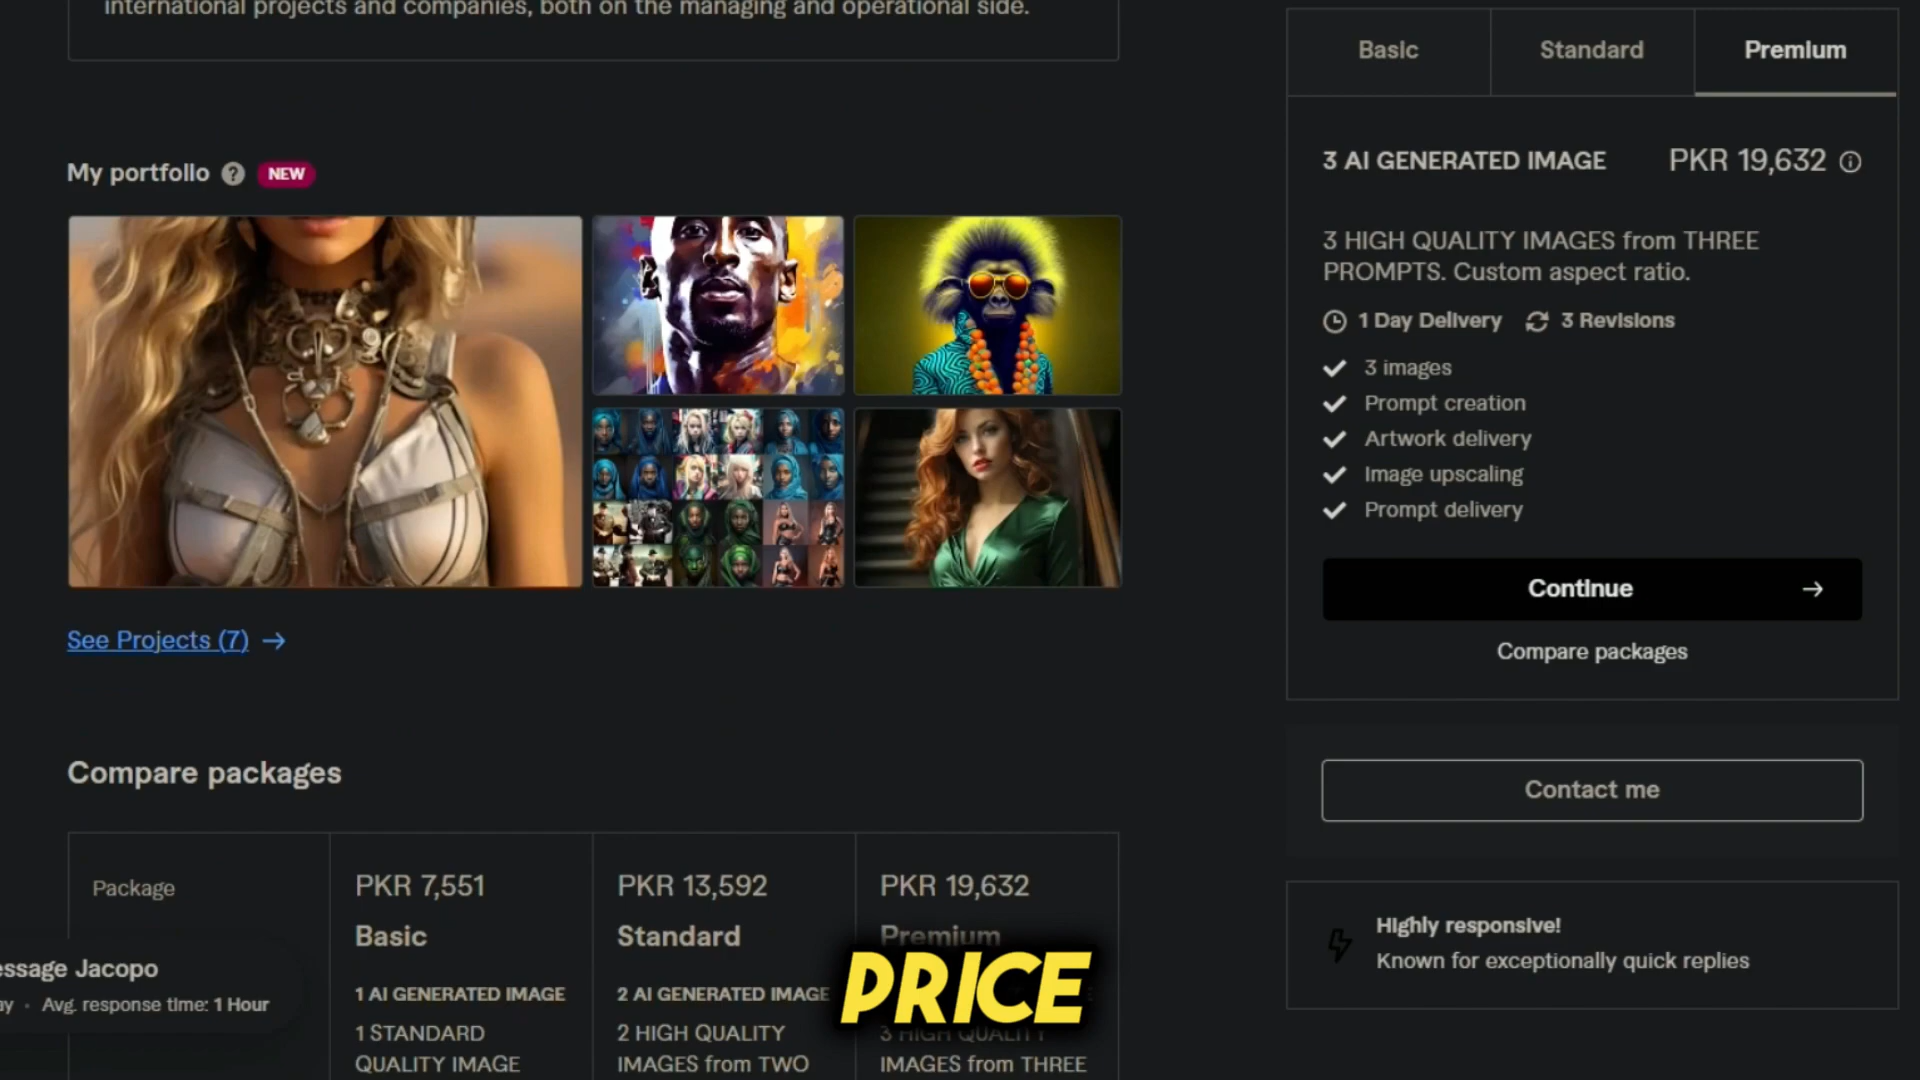 international projects and companies, both on the managing and operational side.
My portfolio ? NEW
See Projects (7) →
Compare packages
Package
PKR 7,551
Basic
1 AI GENERATED IMAGE
1 STANDARD
QUALITY IMAGE
PKR 13,592
Standard
2 AI GENERATED IMAGE
2 HIGH QUALITY
IMAGES from TWO
PKR 19,632
Premium
3 HIGH QUALITY
IMAGES from THREE
PRICE
essage Jacopo
ay • Avg. response time: 1 Hour
Basic
Standard
Premium
3 AI GENERATED IMAGE
PKR 19,632
3 HIGH QUALITY IMAGES from THREE
PROMPTS. Custom aspect ratio.
1 Day Delivery
3 Revisions
3 images
Prompt creation
Artwork delivery
Image upscaling
Prompt delivery
Continue →
Compare packages
Contact me
Highly responsive!
Known for exceptionally quick replies